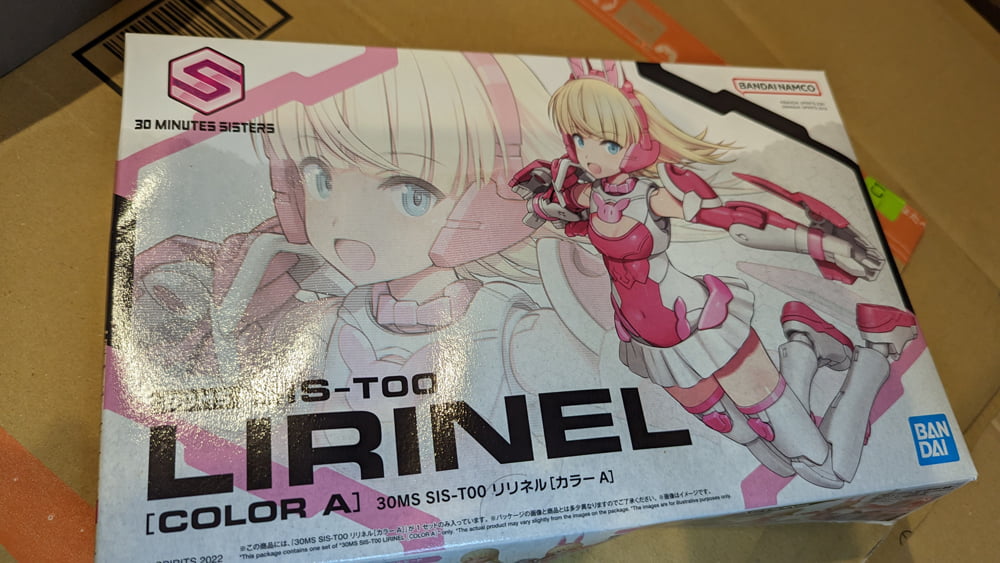 S
30 MINUTES SISTERS
BANDAI NAMCO
SIS-T00
LIRINEL
[COLOR A] 30MS SIS-T00 リリネル [カラー A]
BAN
DAI
※この商品には、「30MS SIS-T00 リリネル[カラーA]」が1セットのみ入っています。※パッケージの画像と商品とは多少異なりますのでご了承ください。※画像はイメージです。
*This package contains one set of "30MS SIS-T00 LIRINEL [COLOR A]" only. *The actual product may vary slightly from the images on the package. *The images are for illustrative purposes only.
SPIRITS 2022